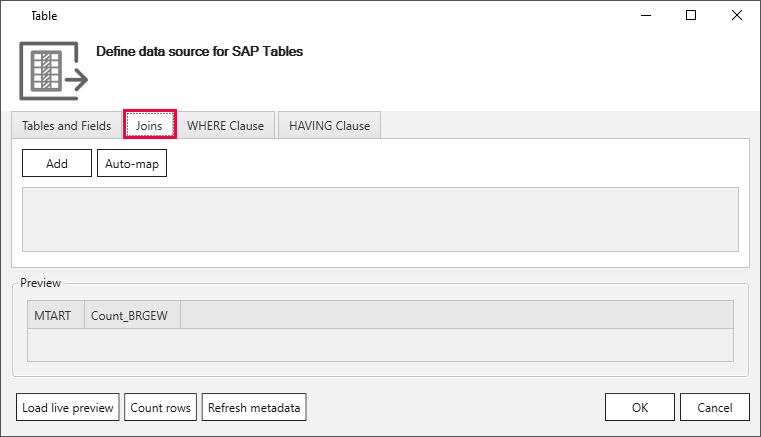 Table
Define data source for SAP Tables
Tables and Fields Joins WHERE Clause HAVING Clause
Add Auto-map
Preview
MTART Count_BRGEW
Load live preview Count rows Refresh metadata OK Cancel